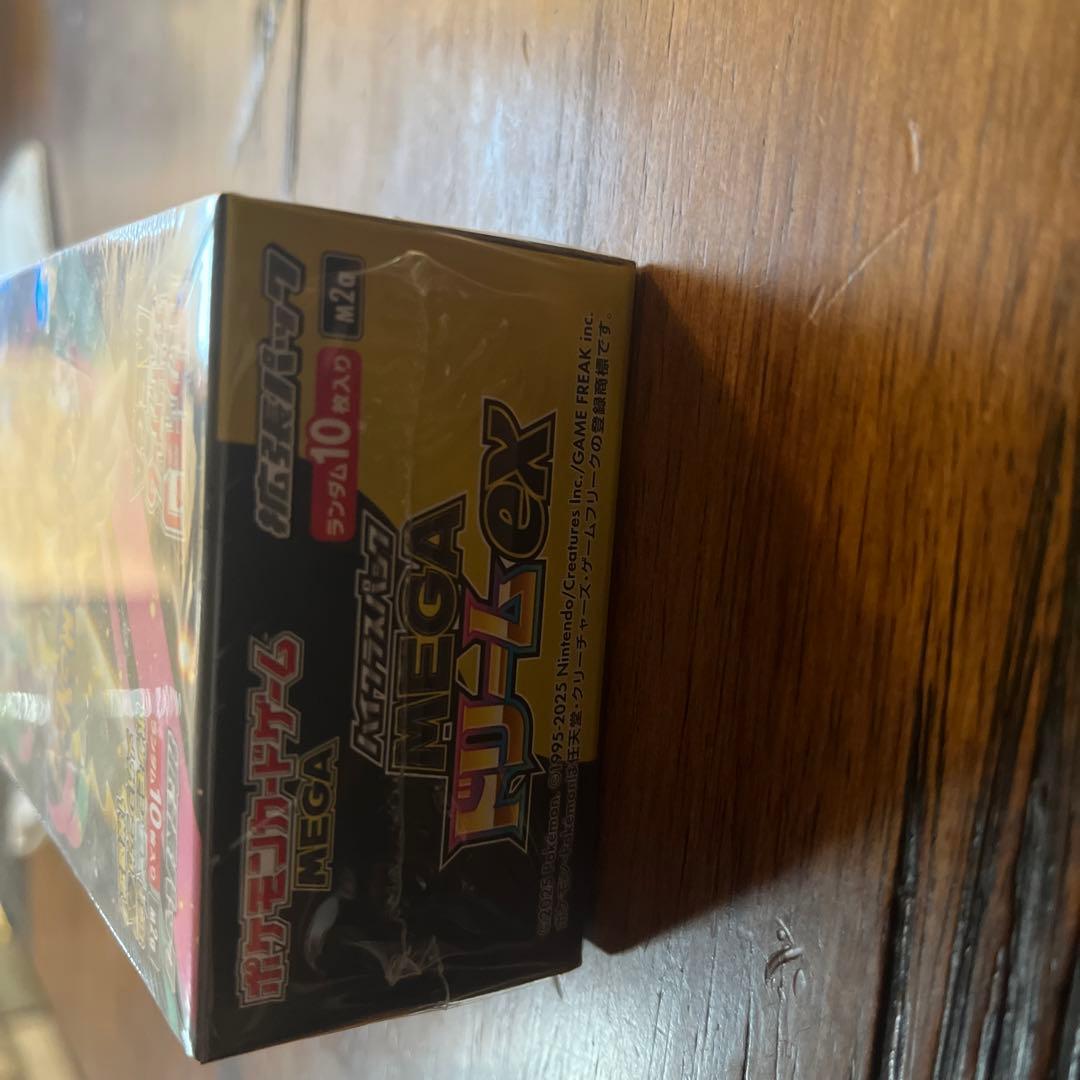 ポケモンカードゲーム
MEGA
拡張パック
ランダム10枚入り
M2a
ハイクラスパック
MEGA
ドリームex
©2025 Pokémon. ©1995-2025 Nintendo/Creatures Inc./GAME FREAK inc.
ポケモン・Pokémonは任天堂・クリーチャーズ・ゲームフリークの登録商標です。